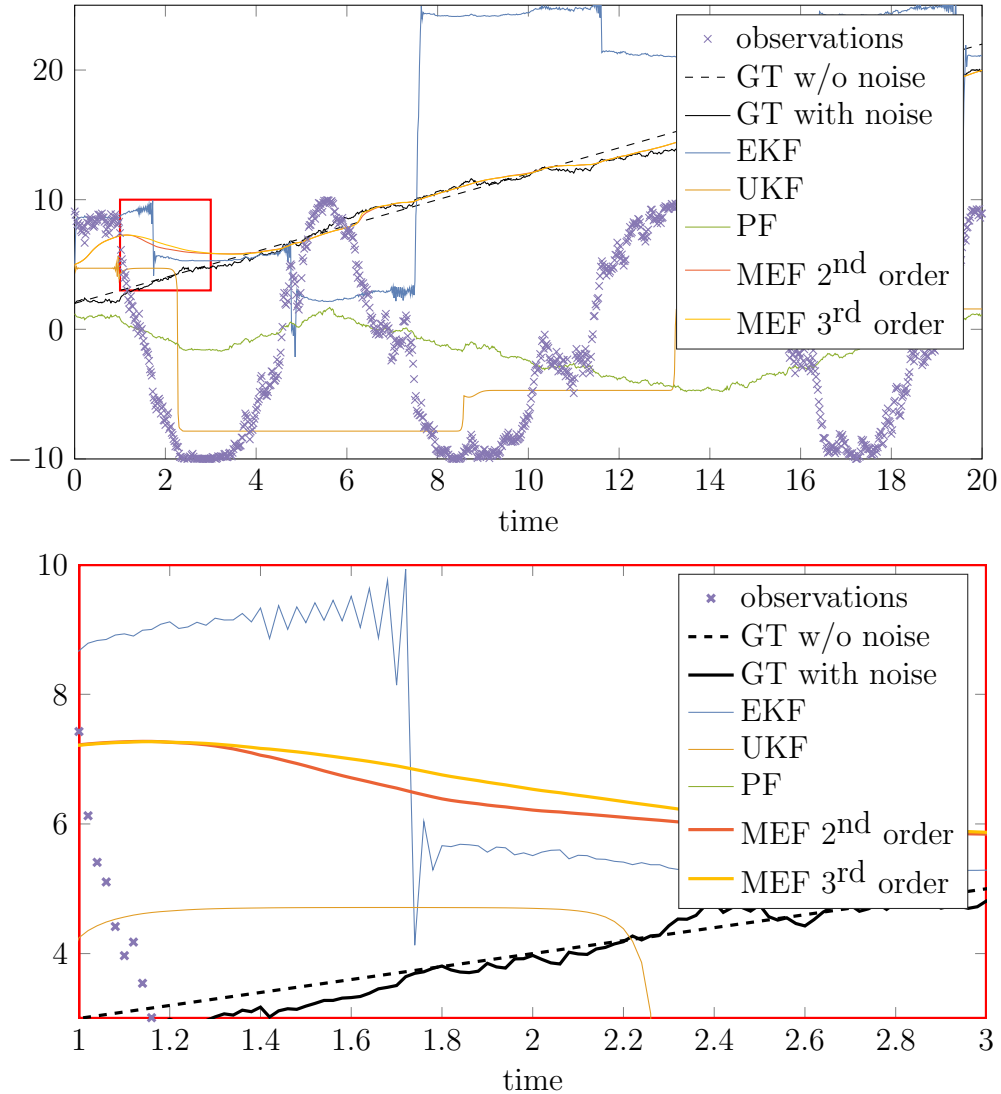 20
10
0
−10
observations
GT w/o noise
GT with noise
EKF
UKF
PF
MEF 2nd order
MEF 3rd order
0 2 4 6 8 10 12 14 16 18 20
time
10
8
6
4
observations
GT w/o noise
GT with noise
EKF
UKF
PF
MEF 2nd order
MEF 3rd order
1 1.2 1.4 1.6 1.8 2 2.2 2.4 2.6 2.8 3
time